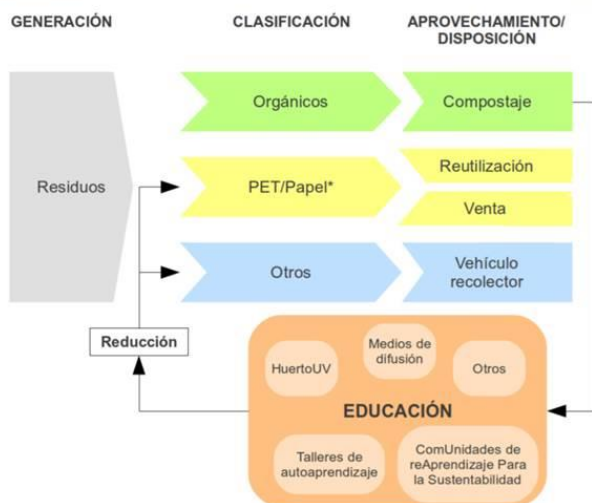 GENERACIÓN
CLASIFICACIÓN
APROVECHAMIENTO/
DISPOSICIÓN
Residuos
Orgánicos
Compostaje
PET/Papel*
Reutilización
Venta
Otros
Vehículo
recolector
Reducción
HuertoUV
Medios de
difusión
Otros
EDUCACIÓN
Talleres de
autoaprendizaje
ComUnidades de
reAprendizaje Para
la Sustentabilidad